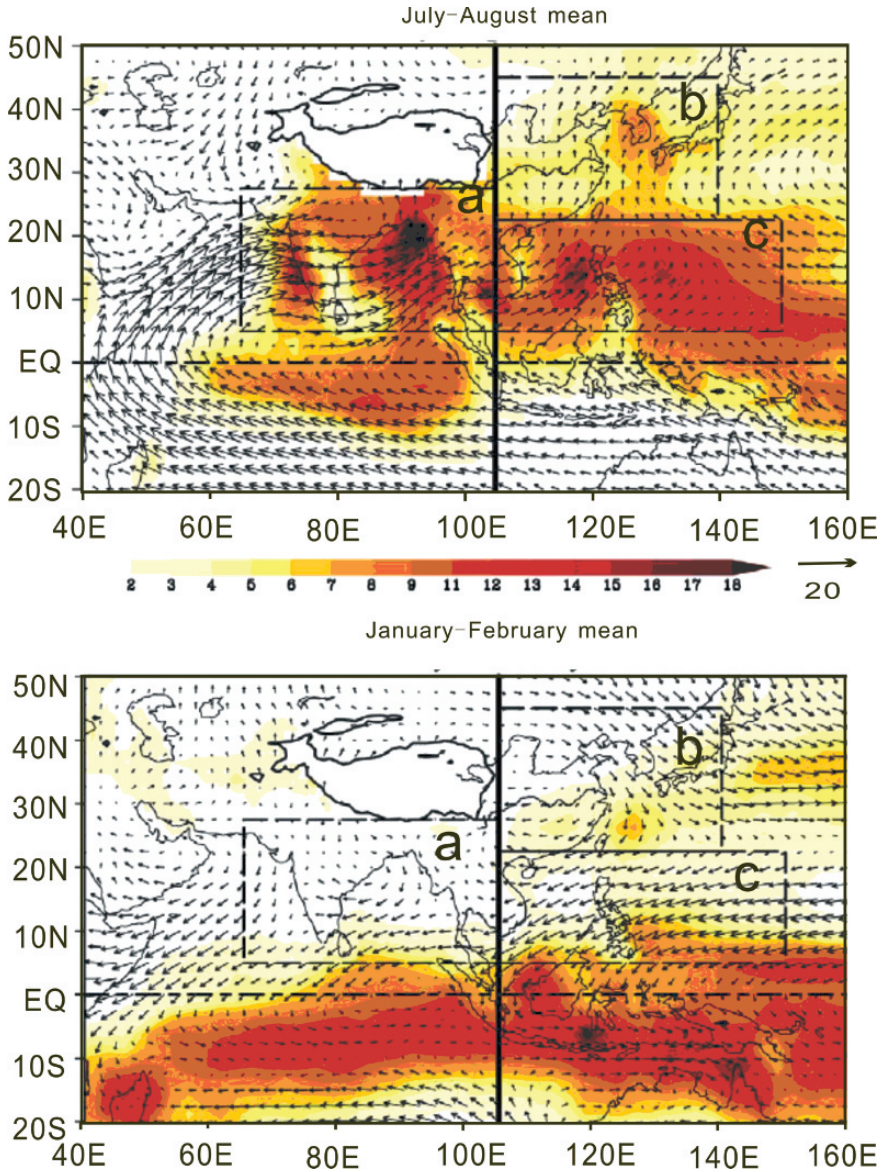 July–August mean
50N
40N
30N
20N
10N
EQ
10S
20S
b
a
c
40E 60E 80E 100E 120E 140E 160E
2 3 4 5 6 7 8 9 11 12 13 14 15 16 17 18
20
January–February mean
50N
40N
30N
20N
10N
EQ
10S
20S
b
a
c
40E 60E 80E 100E 120E 140E 160E